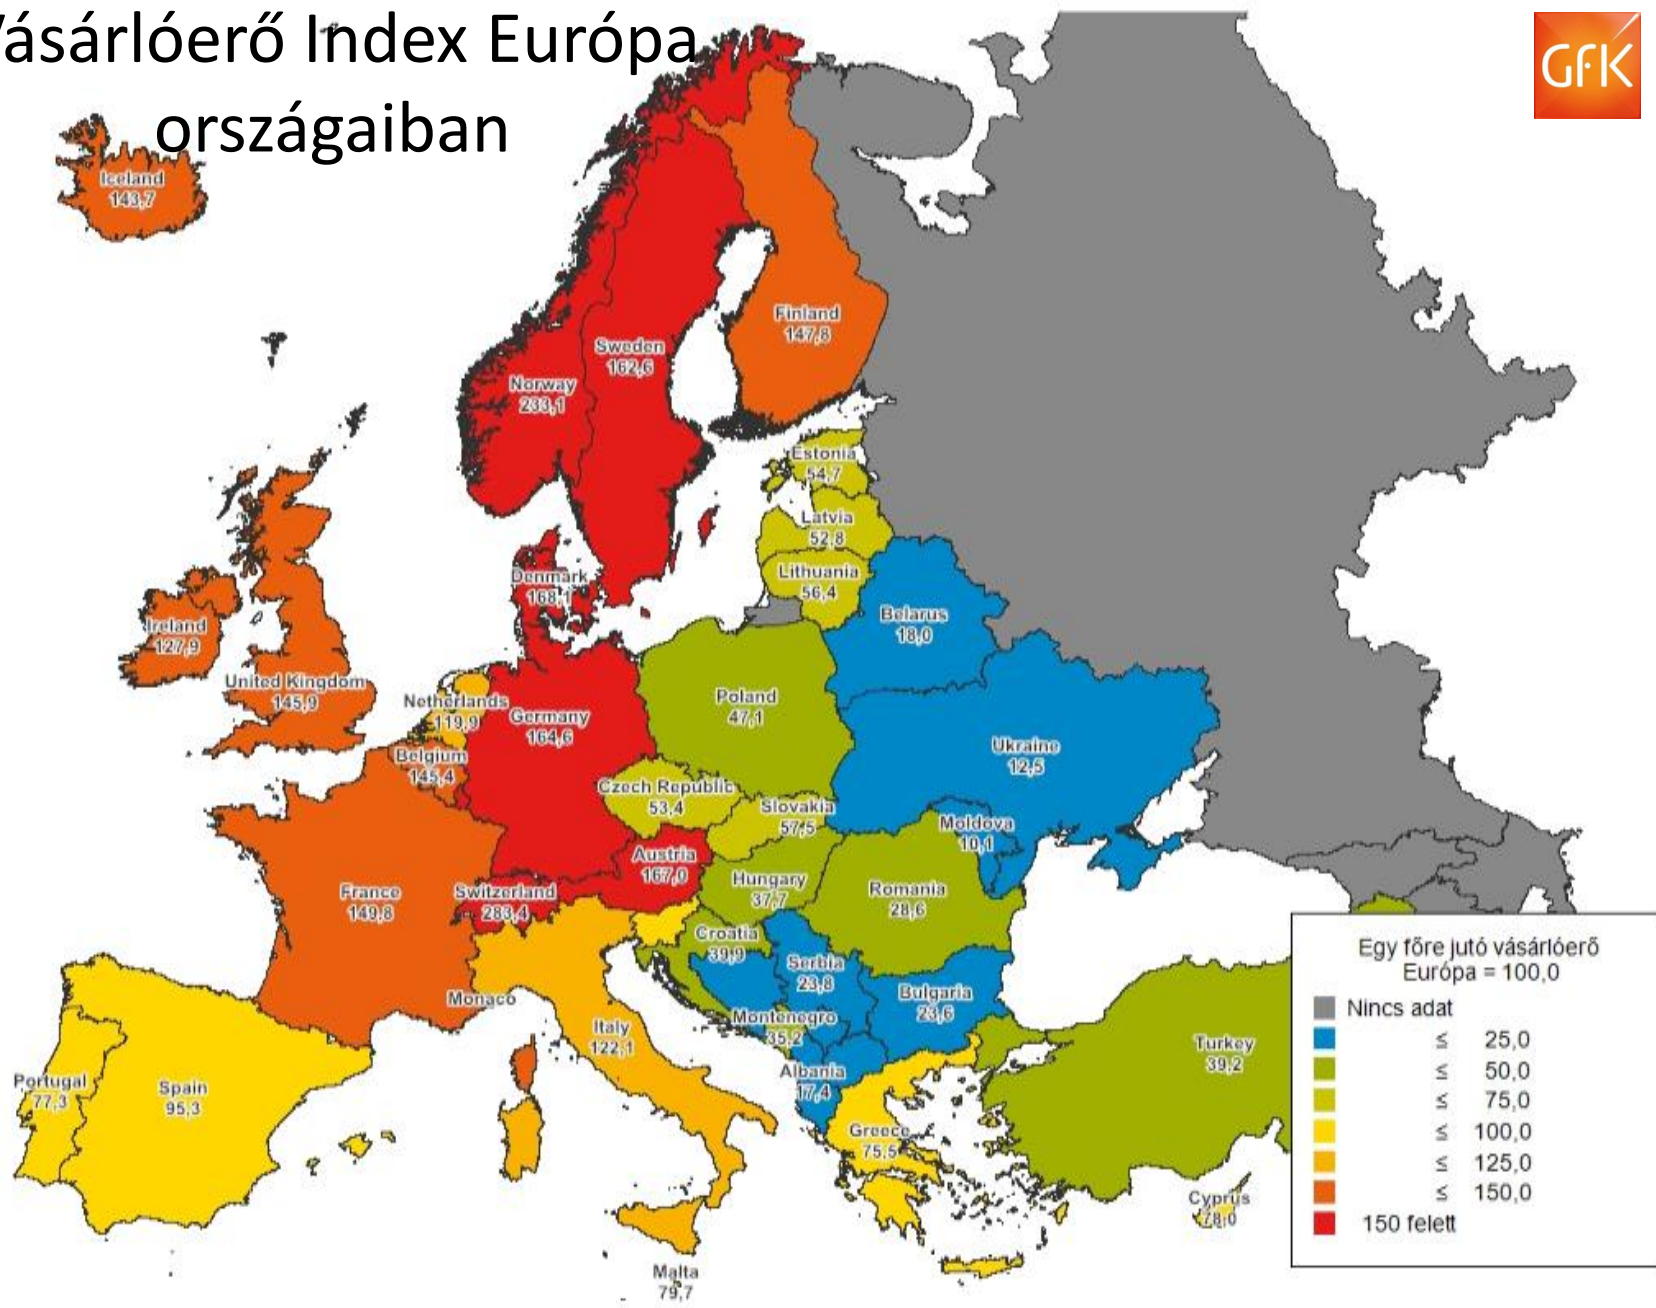 Vásárlóerő Index Európa
országaiban
GfK
Iceland
143,7
Finland
147,8
Sweden
162,6
Norway
233,1
Estonia
54,7
Latvia
52,8
Lithuania
56,4
Denmark
168,1
Belarus
18,0
Ireland
127,9
United Kingdom
145,9
Netherlands
119,9
Germany
164,6
Poland
47,1
Ukraine
12,5
Belgium
145,4
Czech Republic
53,4
Slovakia
57,5
Moldova
10,1
Austria
167,0
Hungary
37,7
Romania
28,6
France
149,8
Switzerland
283,4
Croatia
39,9
Serbia
23,8
Bulgaria
23,6
Monaco
Montenegro
35,2
Italy
122,1
Albania
17,4
Portugal
77,3
Spain
95,3
Greece
75,5
Turkey
39,2
Cyprus
78,0
Malta
79,7
Egy főre jutó vásárlóerő
Európa = 100,0
Nincs adat
≤ 25,0
≤ 50,0
≤ 75,0
≤ 100,0
≤ 125,0
≤ 150,0
150 felett